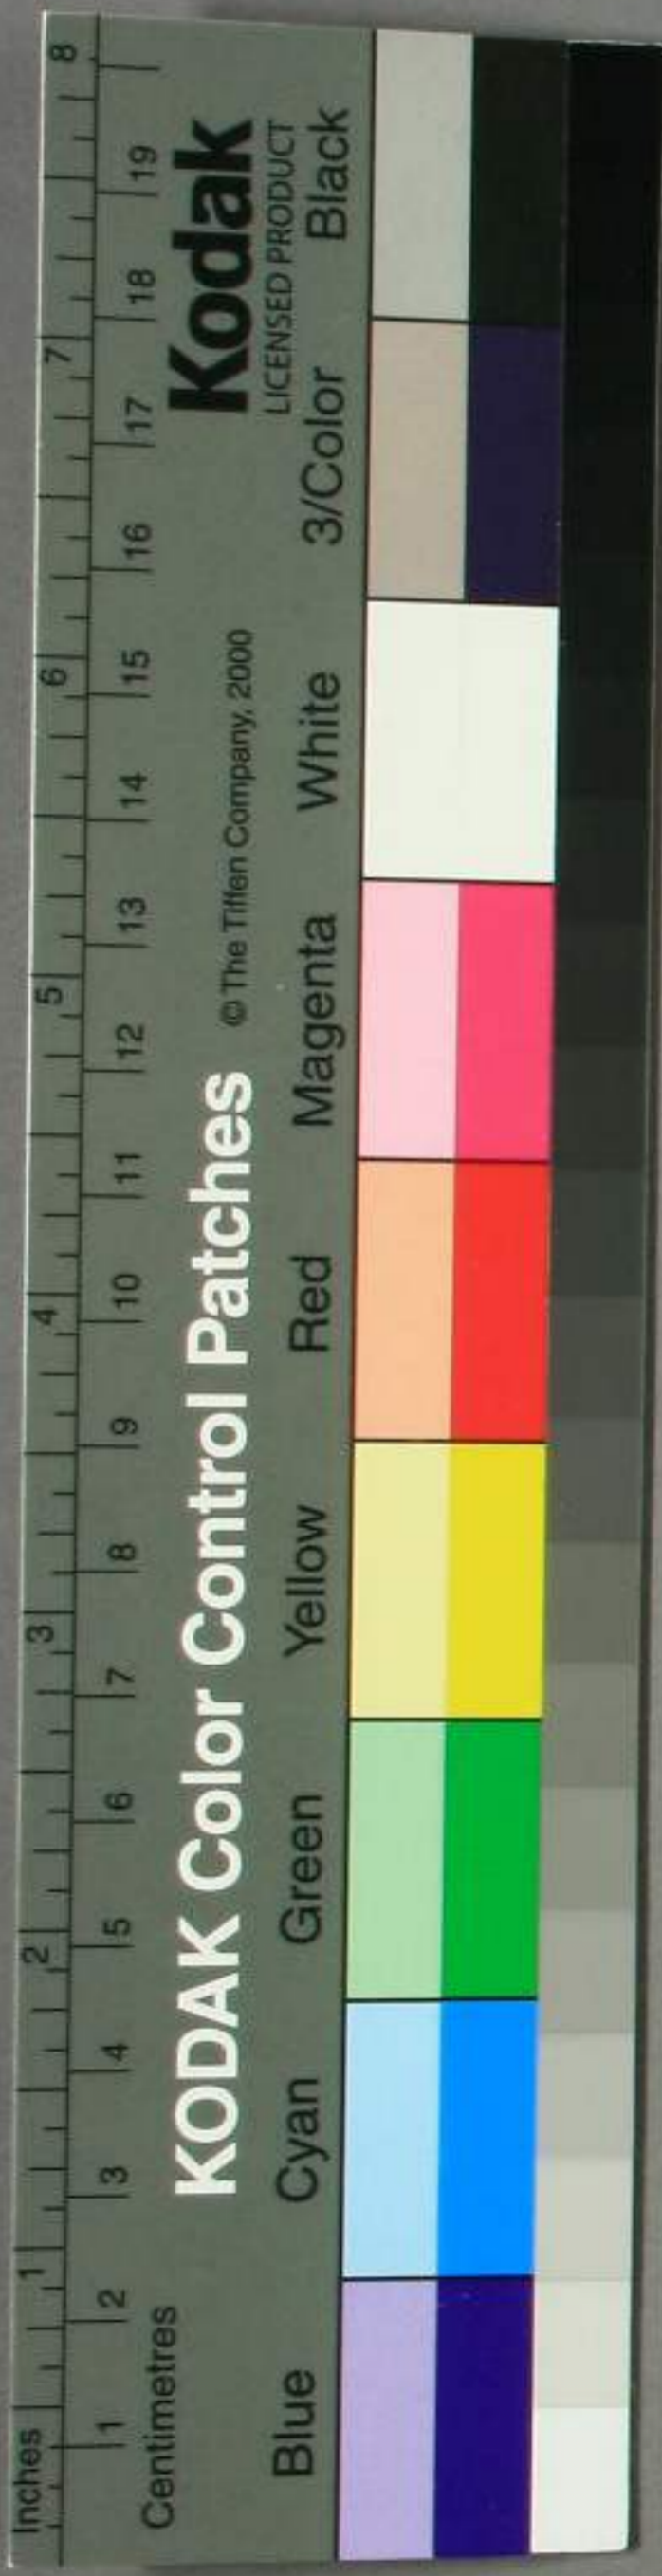 Inches 1 2 3 4 5 6 7 8
1 2 3 4 5 6 7 8 9 10 11 12 13 14 15 16 17 18 19
Centimetres
KODAK Color Control Patches © The Tiffen Company, 2000 Kodak
LICENSED PRODUCT
Blue Cyan Green Yellow Red Magenta White 3/Color Black